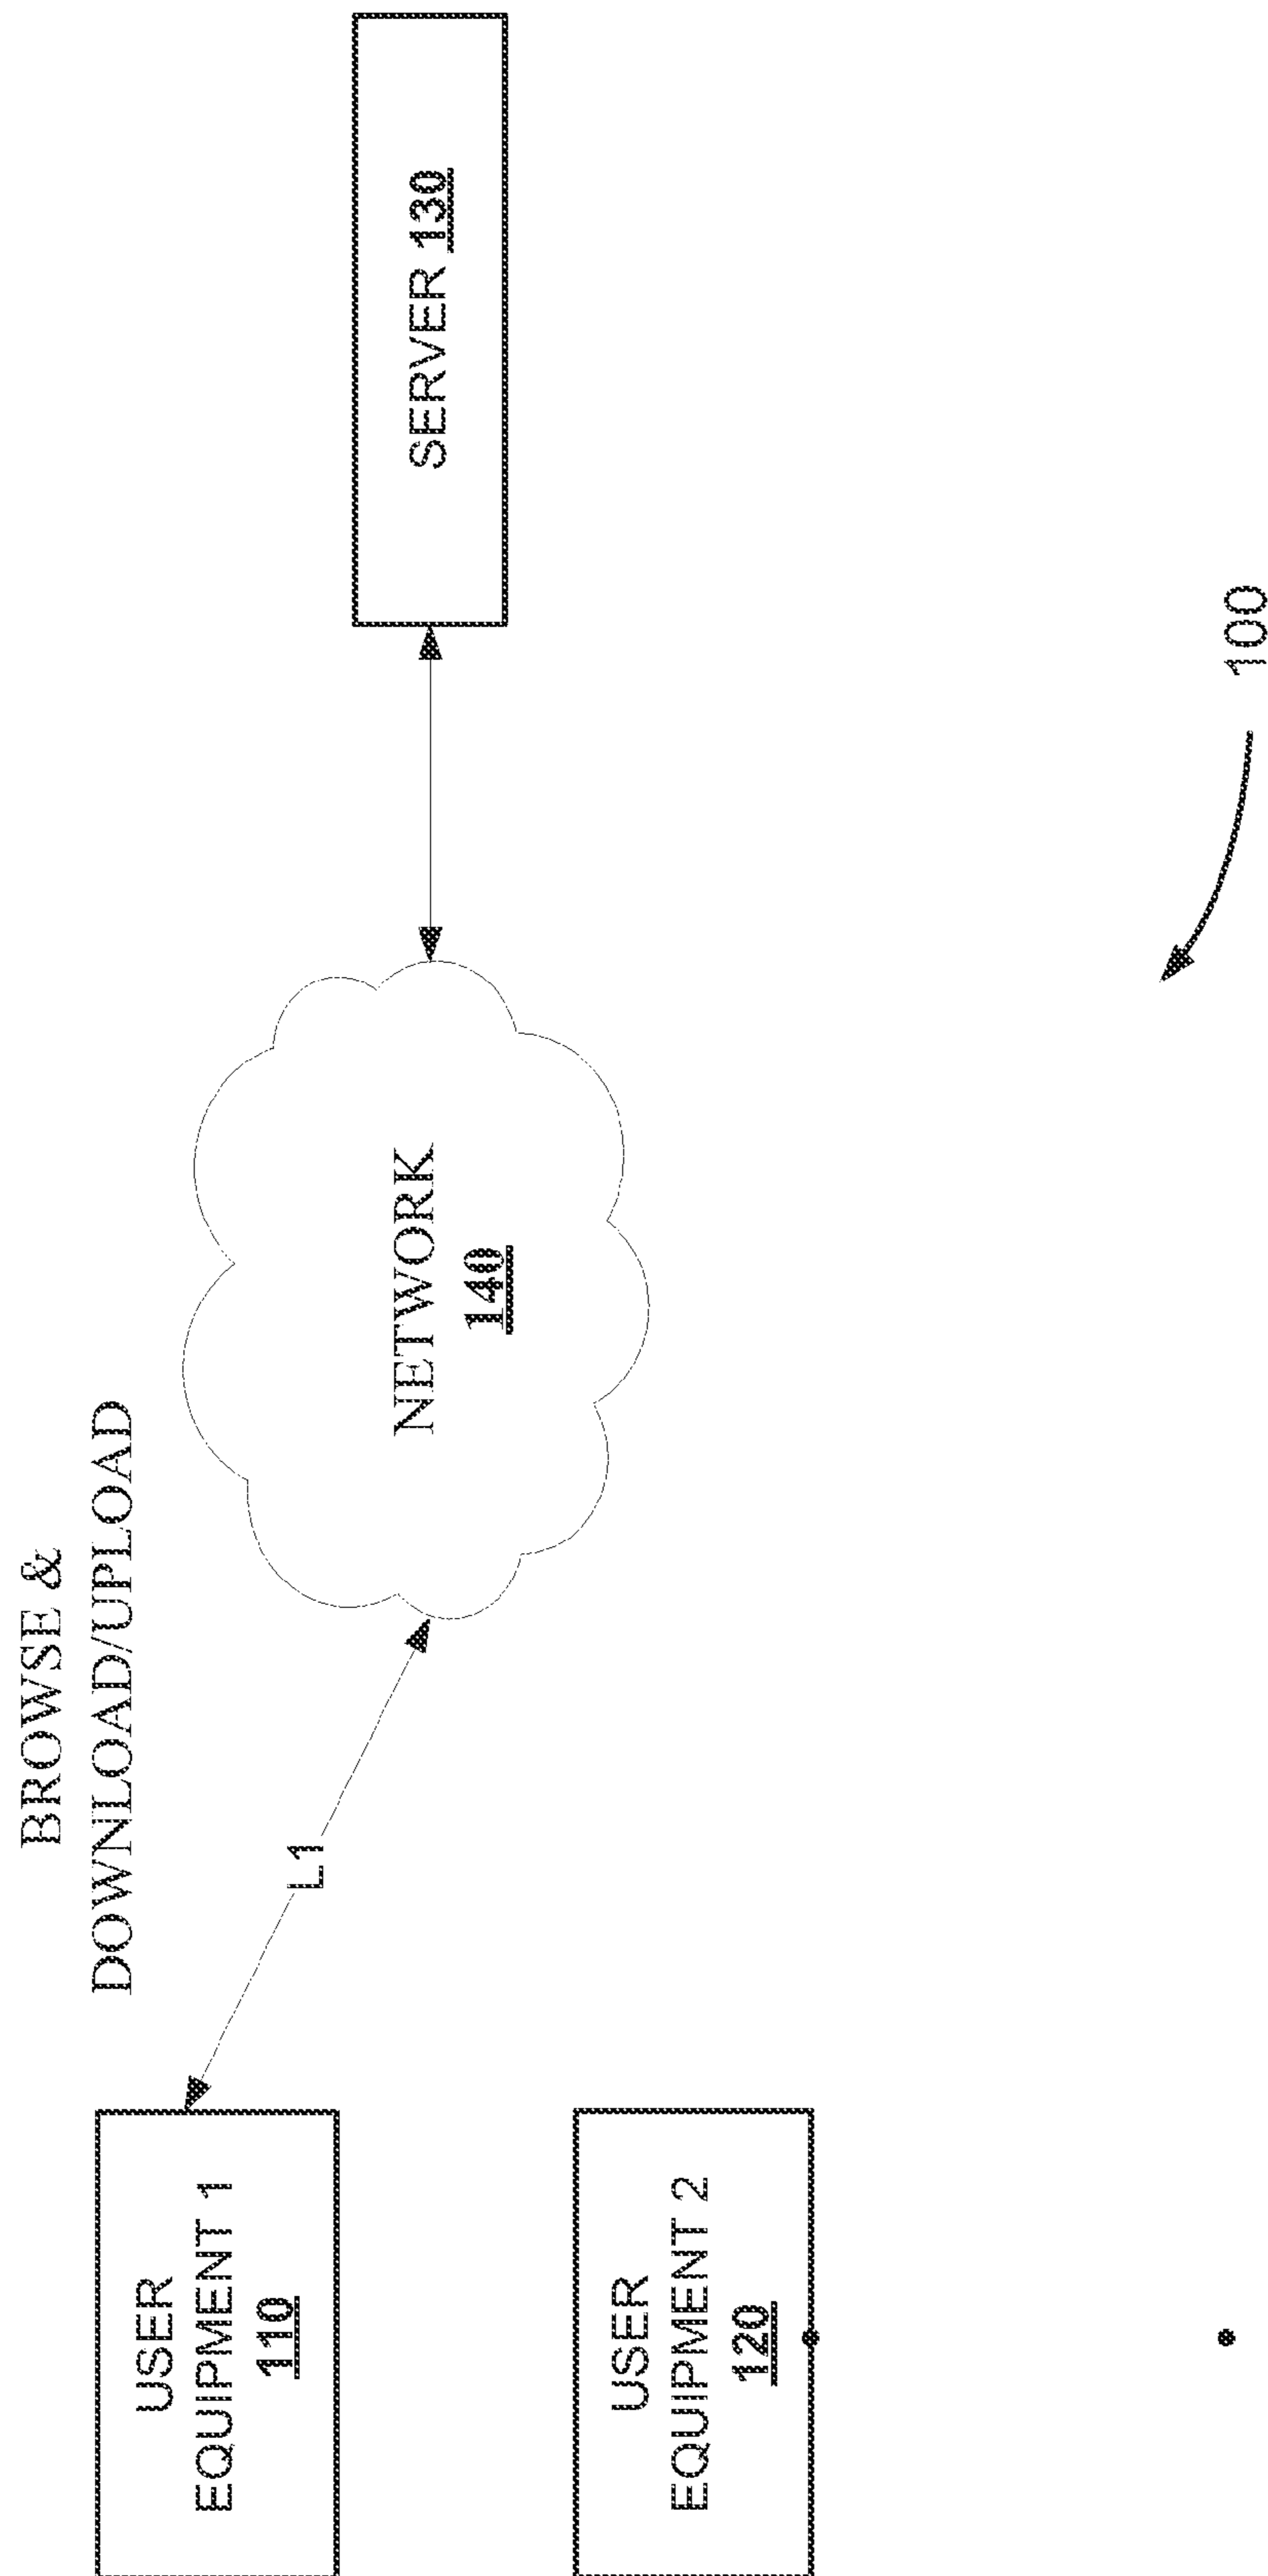 BROWSE &
DOWNLOAD/UPLOAD
USER
EQUIPMENT 1
110
L1
NETWORK
140
SERVER 130
USER
EQUIPMENT 2
120
100